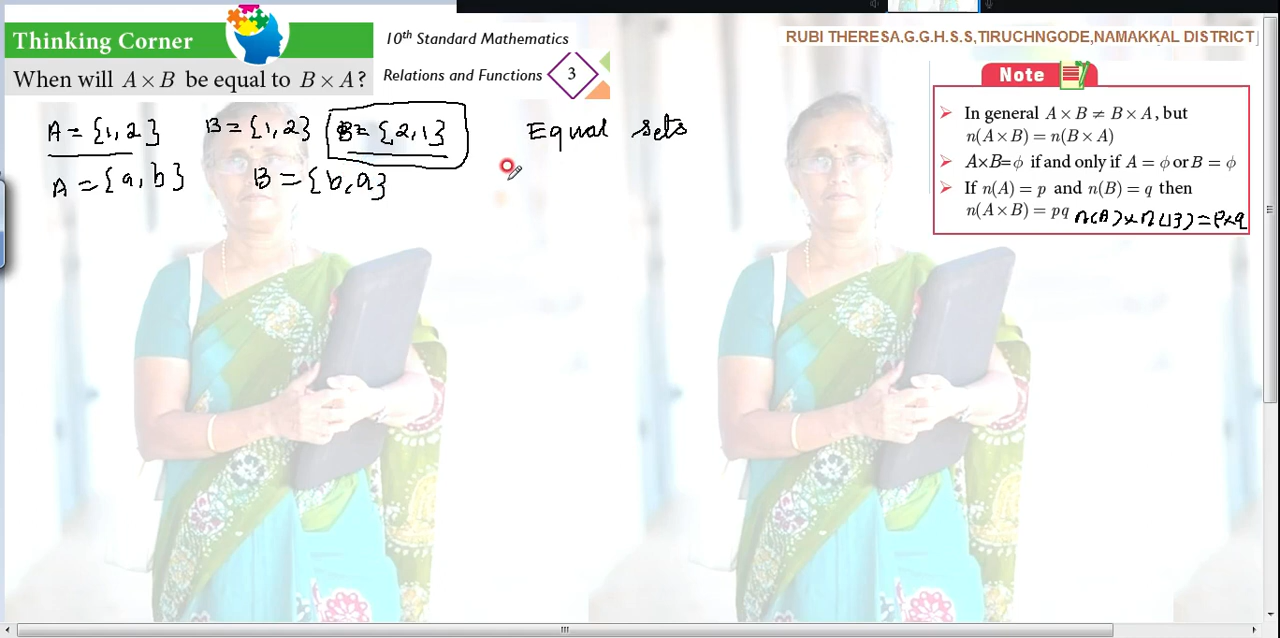 Thinking Corner
When will A×B be equal to B×A?
10th Standard Mathematics
Relations and Functions 3
RUBI THERESA,G.G.H.S.S,TIRUCHNGODE,NAMAKKAL DISTRICT
A = {1, 2} B = {1, 2} B = {2, 1} Equal sets
A = {a, b} B = {b, a}
Note
➢ In general A × B ≠ B × A, but
n(A × B) = n(B × A)
➢ A×B=ϕ if and only if A = ϕ or B = ϕ
➢ If n(A) = p and n(B) = q then
n(A × B) = pq n(A) × n(B) = p×q